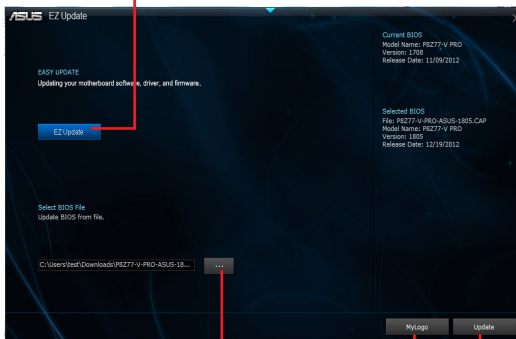 ASUS EZ Update
Current BIOS
Model Name: P8Z77-V PRO
Version: 1708
Release Date: 11/09/2012
EASY UPDATE
Updating your motherboard software, driver, and firmware.
EZ Update
Selected BIOS
File: P8Z77-V-PRO-ASUS-1805.CAP
Model Name: P8Z77-V PRO
Version: 1805
Release Date: 12/19/2012
Select BIOS File
Update BIOS from file.
C:\Users\test\Downloads\P8Z77-V-PRO-ASUS-18...
...
MyLogo
Update